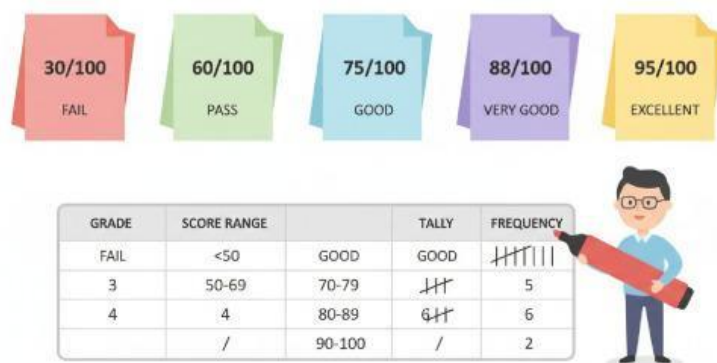 30/100 60/100 75/100 88/100 95/100
FAIL PASS GOOD VERY GOOD EXCELLENT
GRADE SCORE RANGE TALLY FREQUENCY
FAIL <50 GOOD GOOD
3 50-69 70-79 5
4 4 80-89 6 6
/ 90-100 / 2